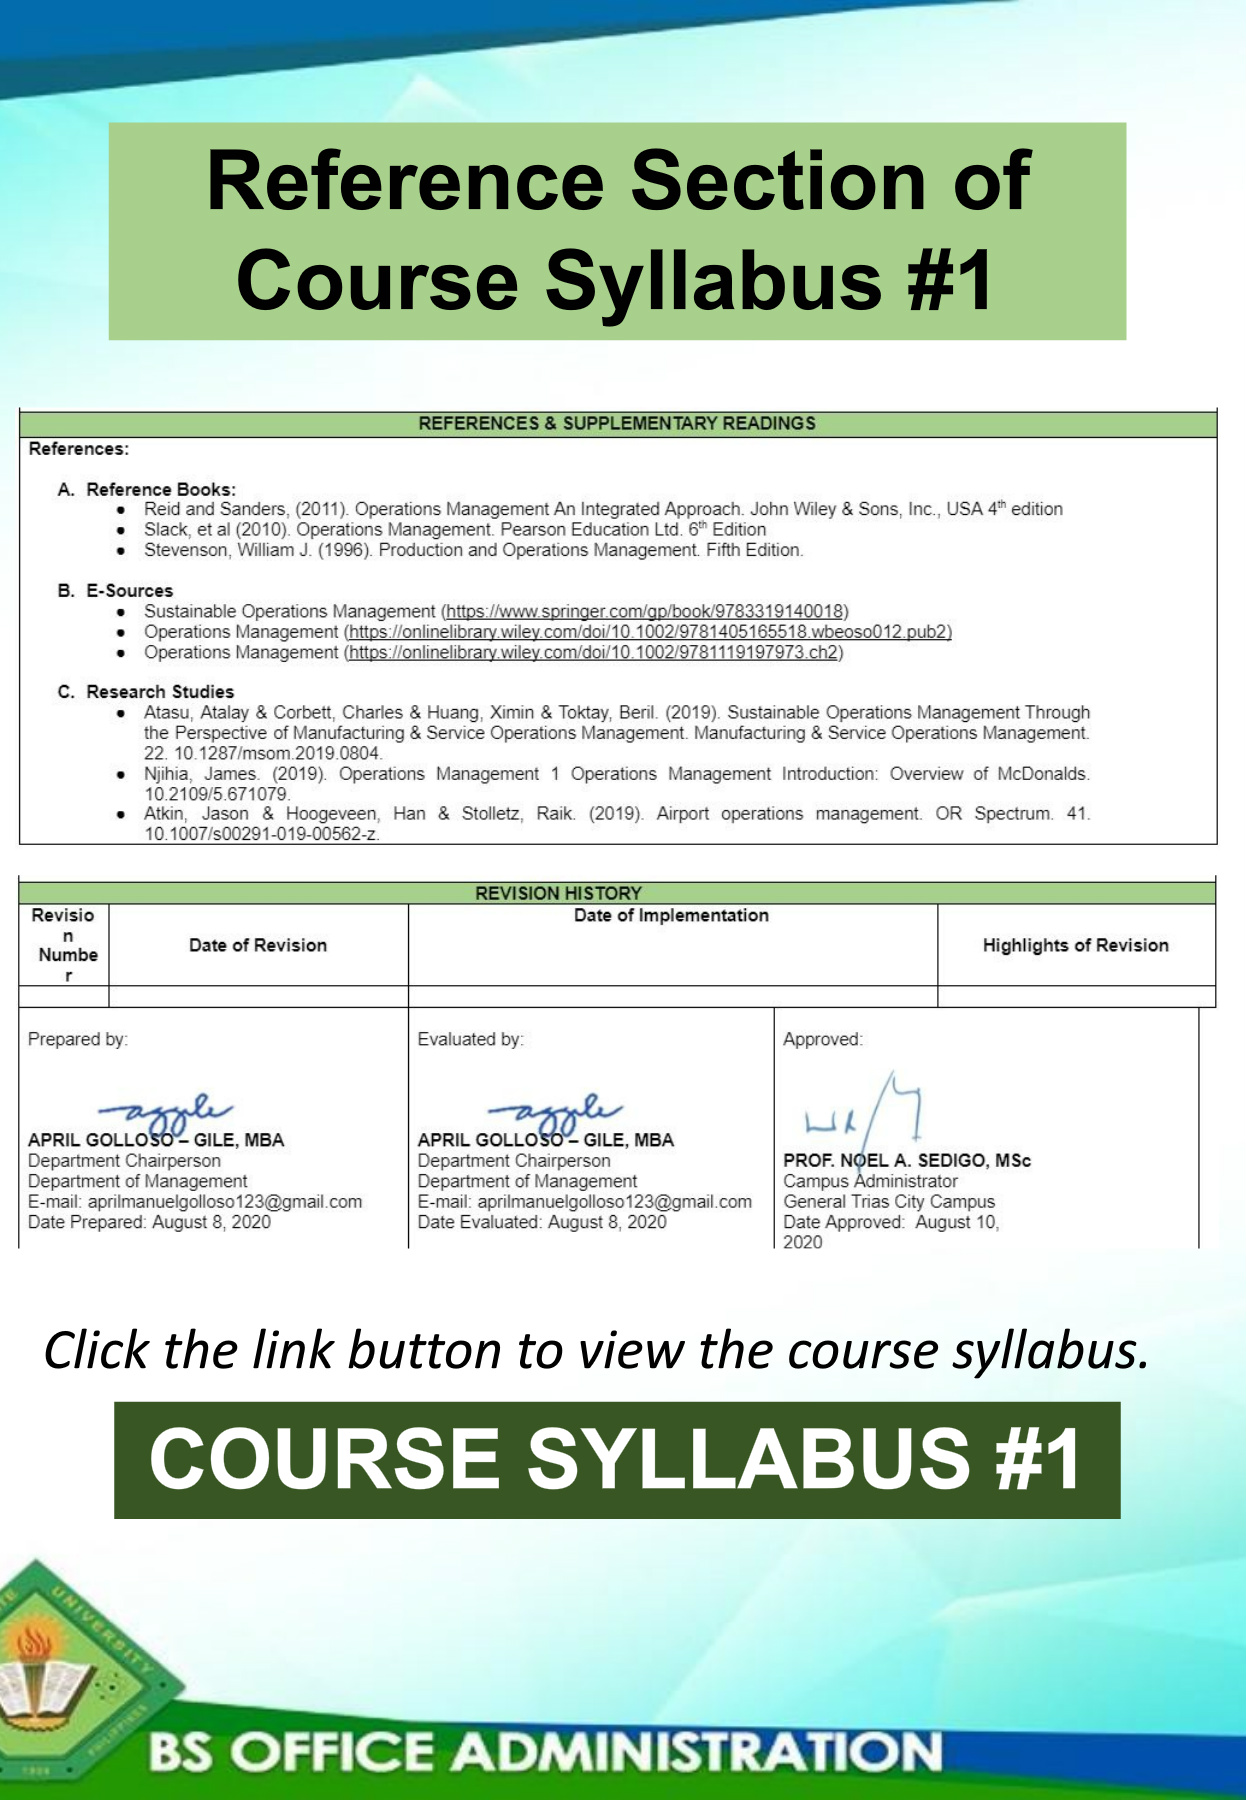 Reference Section of
Course Syllabus #1
REFERENCES & SUPPLEMENTARY READINGS
References:
A. Reference Books:
● Reid and Sanders, (2011). Operations Management An Integrated Approach. John Wiley & Sons, Inc., USA 4th edition
● Slack, et al (2010). Operations Management. Pearson Education Ltd. 6th Edition
● Stevenson, William J. (1996). Production and Operations Management. Fifth Edition.
B. E-Sources
● Sustainable Operations Management (https://www.springer.com/gp/book/9783319140018)
● Operations Management (https://onlinelibrary.wiley.com/doi/10.1002/9781405165518.wbeoso012.pub2)
● Operations Management (https://onlinelibrary.wiley.com/doi/10.1002/9781119197973.ch2)
C. Research Studies
● Atasu, Atalay & Corbett, Charles & Huang, Ximin & Toktay, Beril. (2019). Sustainable Operations Management Through
the Perspective of Manufacturing & Service Operations Management. Manufacturing & Service Operations Management.
22. 10.1287/msom.2019.0804.
● Njihia, James. (2019). Operations Management 1 Operations Management Introduction: Overview of McDonalds.
10.2109/5.671079.
● Atkin, Jason & Hoogeveen, Han & Stolletz, Raik. (2019). Airport operations management. OR Spectrum. 41.
10.1007/s00291-019-00562-z.
REVISION HISTORY
Revisio
n
Numbe
r
Date of Revision
Date of Implementation
Highlights of Revision
Prepared by:
APRIL GOLLOSO – GILE, MBA
Department Chairperson
Department of Management
E-mail: aprilmanuelgolloso123@gmail.com
Date Prepared: August 8, 2020
Evaluated by:
APRIL GOLLOSO – GILE, MBA
Department Chairperson
Department of Management
E-mail: aprilmanuelgolloso123@gmail.com
Date Evaluated: August 8, 2020
Approved:
PROF. NOEL A. SEDIGO, MSc
Campus Administrator
General Trias City Campus
Date Approved: August 10,
2020
Click the link button to view the course syllabus.
COURSE SYLLABUS #1
UNIVERSITY
PHILIPPINES
1906
BS OFFICE ADMINISTRATION